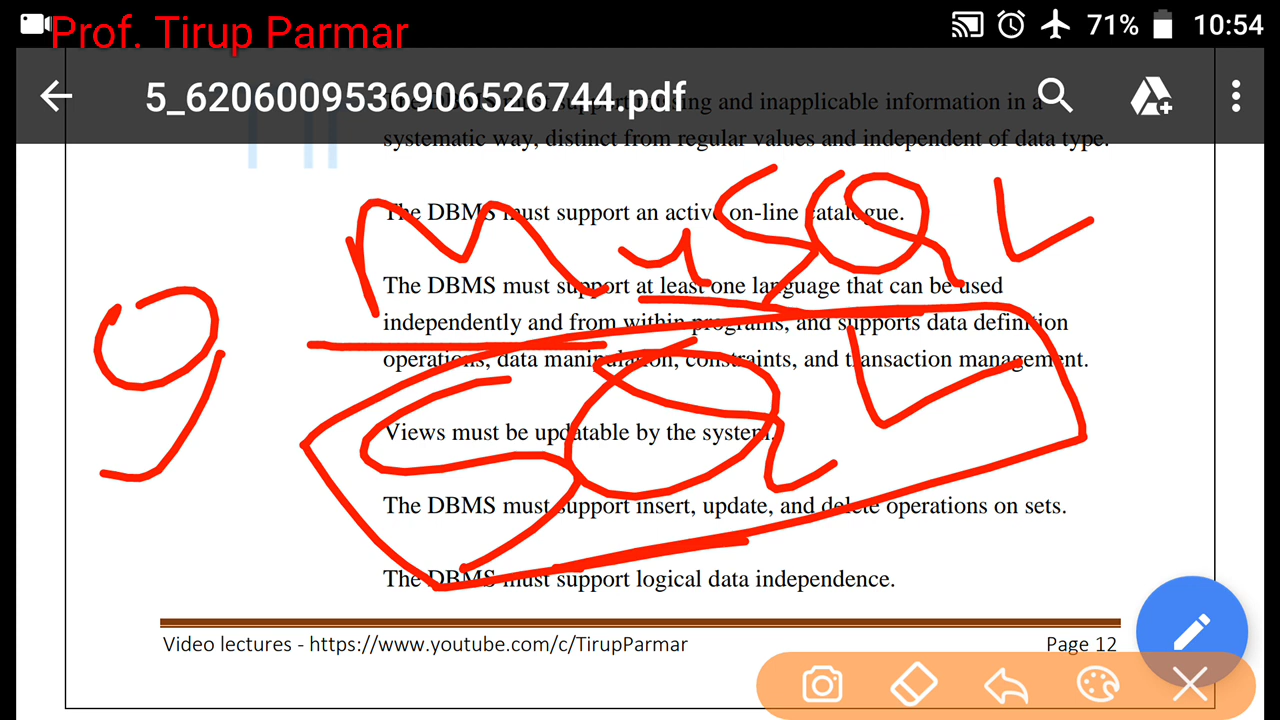 Prof. Tirup Parmar
71% 10:54
5_6206009536906526744.pdf
The DBMS must support missing and inapplicable information in a
systematic way, distinct from regular values and independent of data type.
The DBMS must support an active on-line catalogue.
MySQL
The DBMS must support at least one language that can be used
independently and from within programs, and supports data definition
operations, data manipulation, constraints, and transaction management.
9
SQL
Views must be updatable by the system.
The DBMS must support insert, update, and delete operations on sets.
The DBMS must support logical data independence.
Video lectures - https://www.youtube.com/c/TirupParmar Page 12